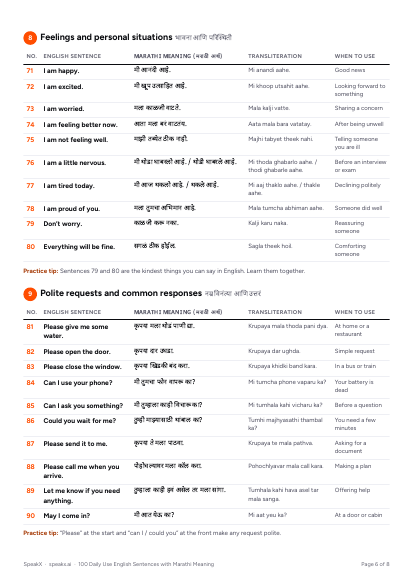 8 Feelings and personal situations भावना आणि परिस्थिती
NO. ENGLISH SENTENCE MARATHI MEANING (मराठी अर्थ) TRANSLITERATION WHEN TO USE
71 I am happy. मी आनंदी आहे. Mi anandi aahe. Good news
72 I am excited. मी खूप उत्साहित आहे. Mi khoop utsahit aahe. Looking forward to
something
73 I am worried. मला काळजी वाटते. Mala kalji vatte. Sharing a concern
74 I am feeling better now. आता मला बरं वाटतंय. Aata mala bara vatatay. After being unwell
75 I am not feeling well. माझी तब्येत ठीक नाही. Majhi tabyet theek nahi. Telling someone
you are ill
76 I am a little nervous. मी थोडा घाबरलो आहे. / थोडी घाबरले आहे. Mi thoda ghabarlo aahe. / Before an interview
thodi ghabarle aahe. or exam
77 I am tired today. मी आज थकलो आहे. / थकले आहे. Mi aaj thaklo aahe. / thakle Declining politely
aahe.
78 I am proud of you. मला तुमचा अभिमान आहे. Mala tumcha abhiman aahe. Someone did well
79 Don't worry. काळजी करू नका. Kalji karu naka. Reassuring
someone
80 Everything will be fine. सगळं ठीक होईल. Sagla theek hoil. Comforting
someone
Practice tip: Sentences 79 and 80 are the kindest things you can say in English. Learn them together.
9 Polite requests and common responses नम्र विनंत्या आणि उत्तरं
NO. ENGLISH SENTENCE MARATHI MEANING (मराठी अर्थ) TRANSLITERATION WHEN TO USE
81 Please give me some कृपया मला थोडं पाणी द्या. Krupaya mala thoda pani dya. At home or a
water. restaurant
82 Please open the door. कृपया दार उघडा. Krupaya dar ughda. Simple request
83 Please close the window. कृपया खिडकी बंद करा. Krupaya khidki band kara. In a bus or train
84 Can I use your phone? मी तुमचा फोन वापरू का? Mi tumcha phone vaparu ka? Your battery is
dead
85 Can I ask you something? मी तुम्हाला काही विचारू का? Mi tumhala kahi vicharu ka? Before a question
86 Could you wait for me? तुम्ही माझ्यासाठी थांबाल का? Tumhi majhyasathi thambal You need a few
ka? minutes
87 Please send it to me. कृपया ते मला पाठवा. Krupaya te mala pathva. Asking for a
document
88 Please call me when you पोहोचल्यावर मला कॉल करा. Pohochlyavar mala call kara. Making a plan
arrive.
89 Let me know if you need तुम्हाला काही हवं असेल तर मला सांगा. Tumhala kahi hava asel tar Offering help
anything. mala sanga.
90 May I come in? मी आत येऊ का? Mi aat yeu ka? At a door or cabin
Practice tip: "Please" at the start and "can I / could you" at the front make any request polite.
SpeakX · speakx.ai · 100 Daily Use English Sentences with Marathi Meaning Page 6 of 8